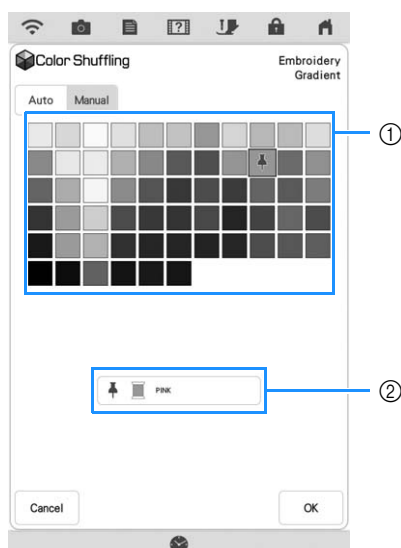 Color Shuffling
Embroidery
Gradient
Auto Manual
①
PINK
②
Cancel OK